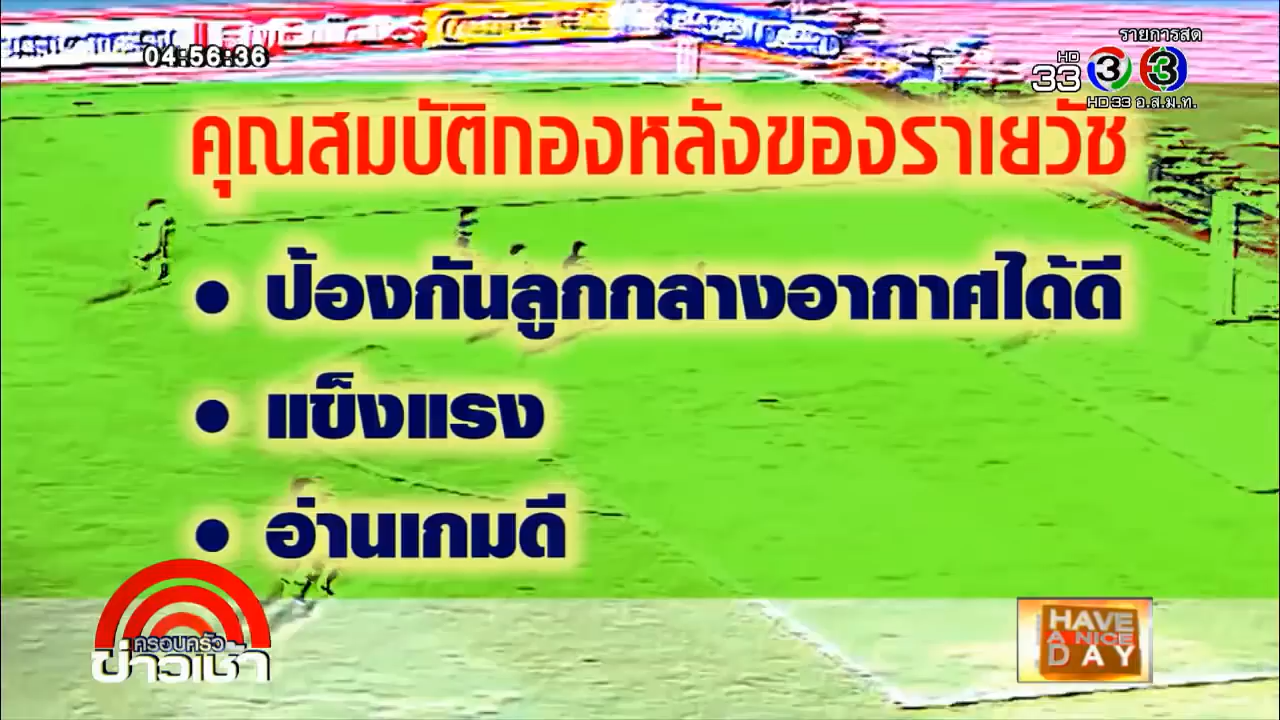 04:56:36
รายการสด
HD
33 3 3
HD 33 อ.ส.ม.ท.
คุณสมบัติกองหลังของราเยวัช
• ป้องกันลูกกลางอากาศได้ดี
• แข็งแรง
• อ่านเกมดี
ครอบครัว
ข่าวเช้า
HAVE
A NICE
DAY